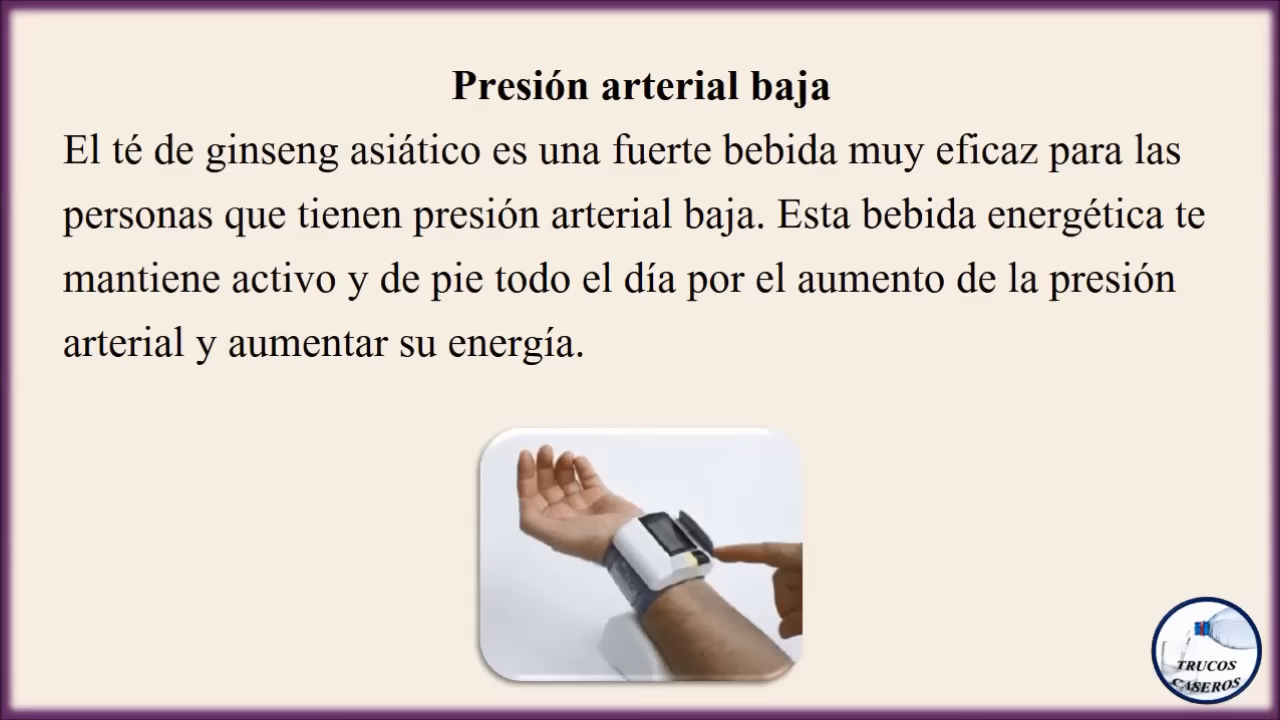 Presión arterial baja
El té de ginseng asiático es una fuerte bebida muy eficaz para las
personas que tienen presión arterial baja. Esta bebida energética te
mantiene activo y de pie todo el día por el aumento de la presión
arterial y aumentar su energía.
TRUCOS
CASEROS